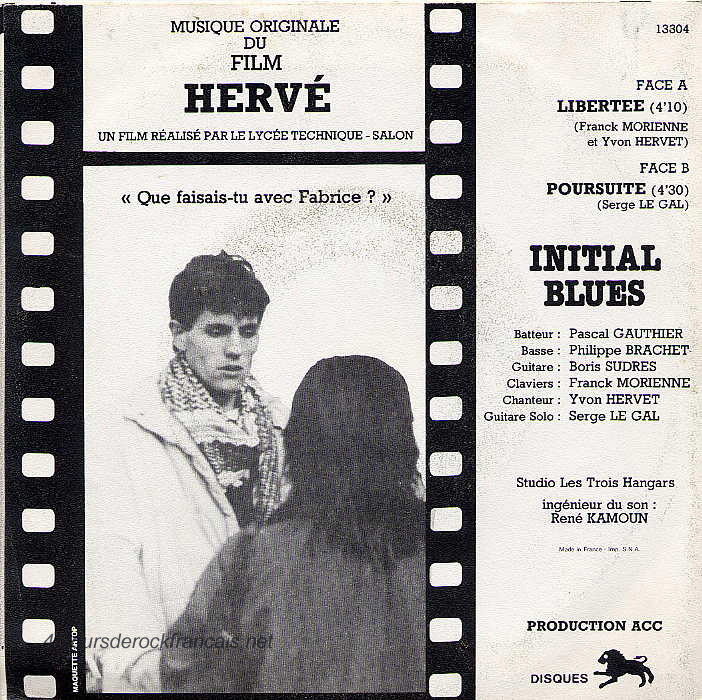 MUSIQUE ORIGINALE
DU
FILM
HERVÉ
UN FILM RÉALISÉ PAR LE LYCÉE TECHNIQUE - SALON
« Que faisais-tu avec Fabrice ? »
13304
FACE A
LIBERTEE (4'10)
(Franck MORIENNE
et Yvon HERVET)
FACE B
POURSUITE (4'30)
(Serge LE GAL)
INITIAL
BLUES
Batteur : Pascal GAUTHIER
Basse : Philippe BRACHET
Guitare : Boris SUDRES
Claviers : Franck MORIENNE
Chanteur : Yvon HERVET
Guitare Solo : Serge LE GAL
Studio Les Trois Hangars
ingénieur du son :
René KAMOUN
Made in France - Imp. S.N.A.
PRODUCTION ACC
DISQUES
MAQUETTE